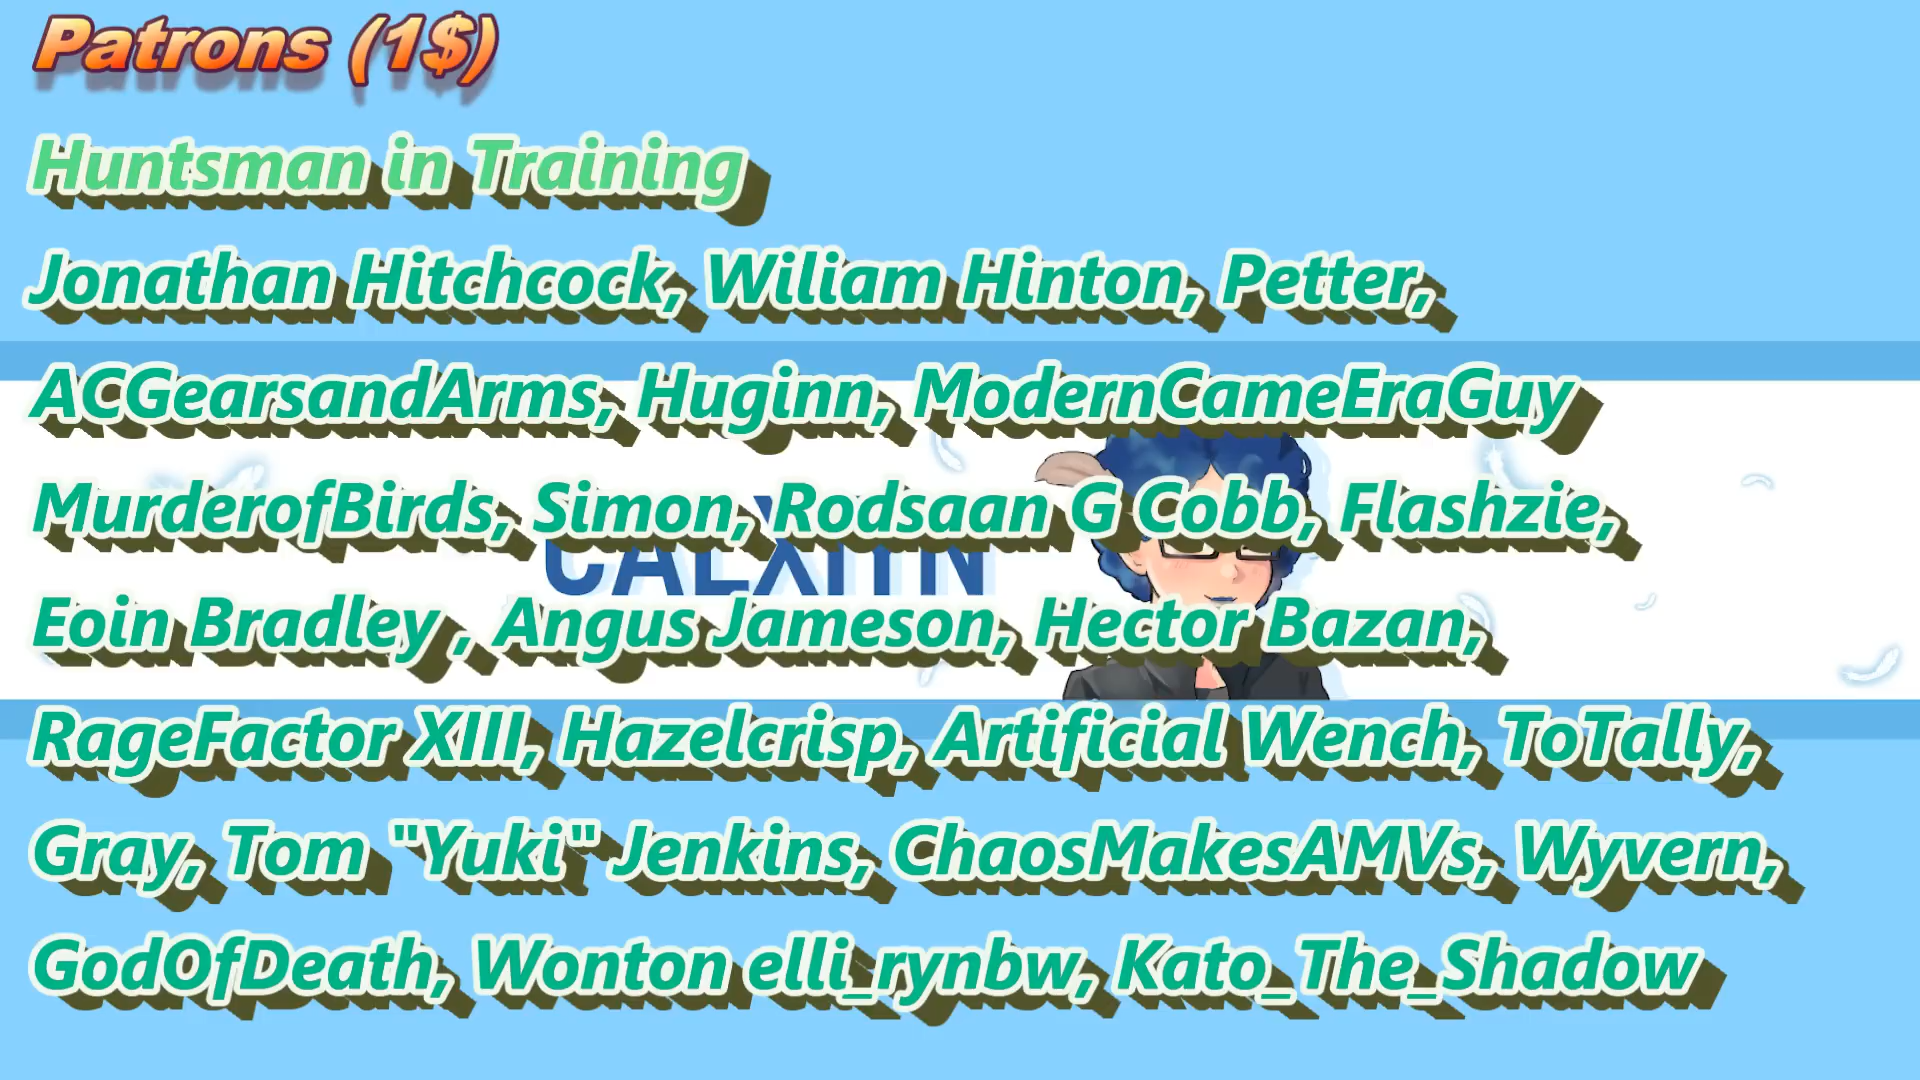 Patrons (1$)
Huntsman in Training
Jonathan Hitchcock, Wiliam Hinton, Petter,
ACGearsandArms, Huginn, ModernCameEraGuy
MurderofBirds, Simon, Rodsaan G Cobb, Flashzie,
CALXIYN
Eoin Bradley , Angus Jameson, Hector Bazan,
RageFactor XIII, Hazelcrisp, Artificial Wench, ToTally,
Gray, Tom "Yuki" Jenkins, ChaosMakesAMVs, Wyvern,
GodOfDeath, Wonton elli_rynbw, Kato_The_Shadow